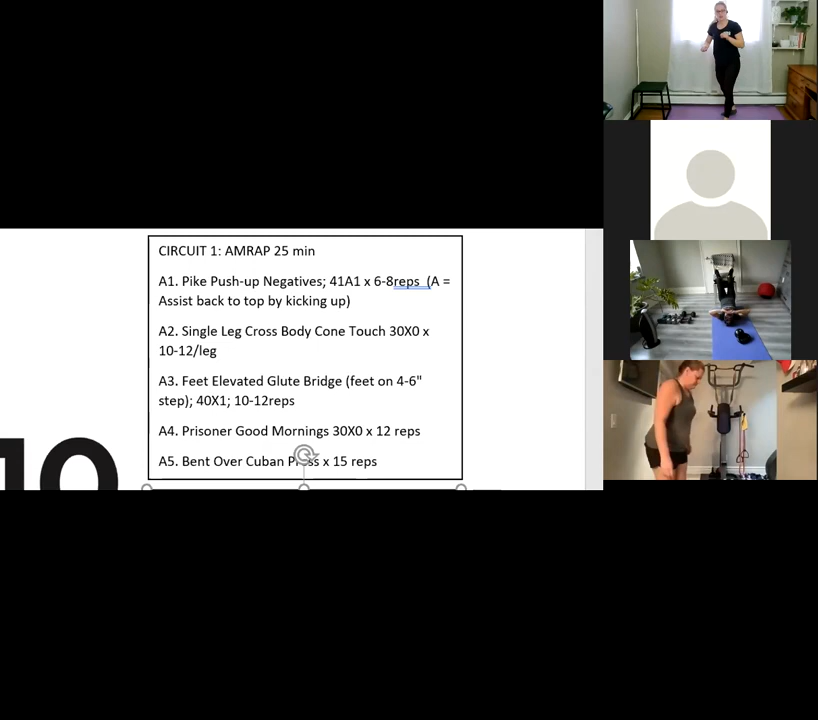 CIRCUIT 1: AMRAP 25 min
A1. Pike Push-up Negatives; 41A1 x 6-8reps  (A =
Assist back to top by kicking up)
A2. Single Leg Cross Body Cone Touch 30X0 x
10-12/leg
A3. Feet Elevated Glute Bridge (feet on 4-6"
step); 40X1; 10-12reps
A4. Prisoner Good Mornings 30X0 x 12 reps
A5. Bent Over Cuban Press x 15 reps
10